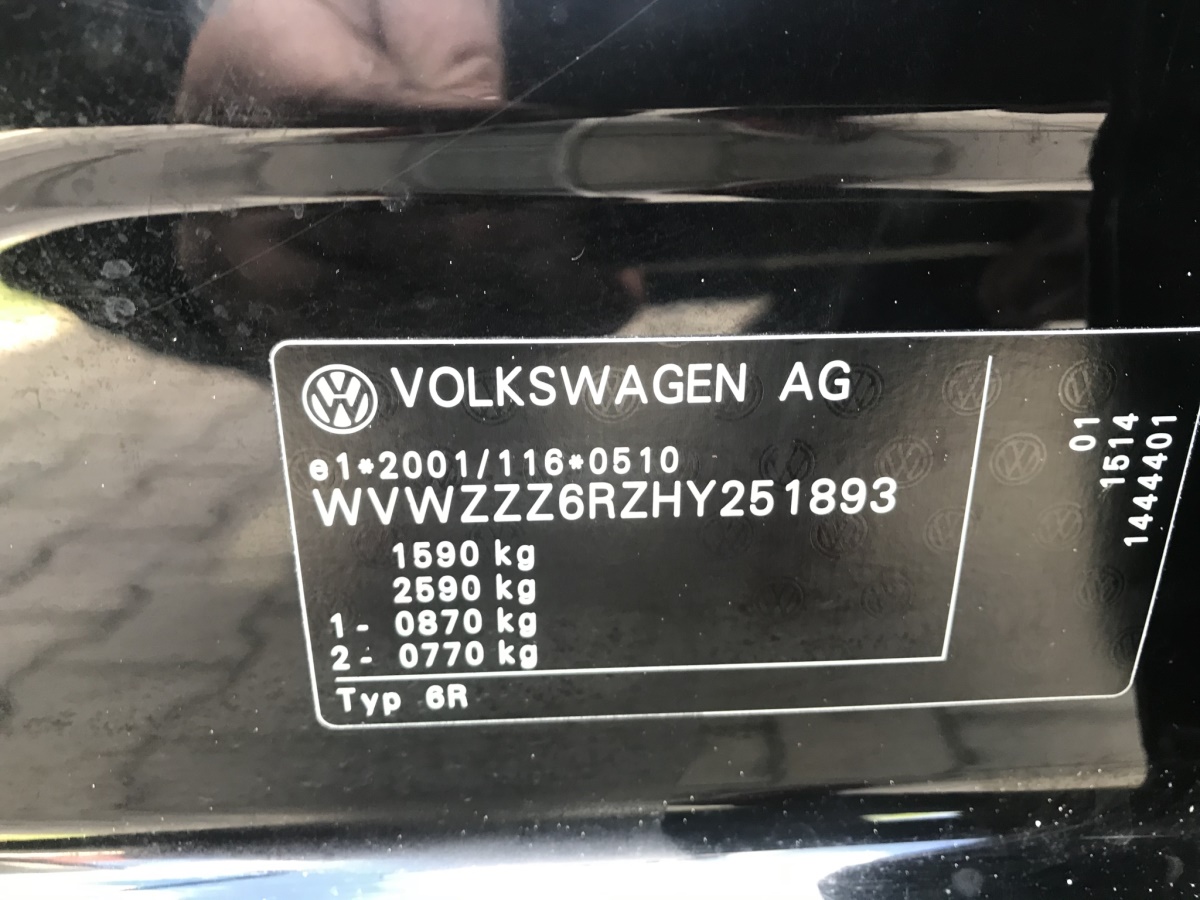 VOLKSWAGEN AG
e1*2001/116*0510
WVWZZZ6RZHY251893
1590 kg
2590 kg
1- 0870 kg
2- 0770 kg
Typ 6R
01
1514
1444401